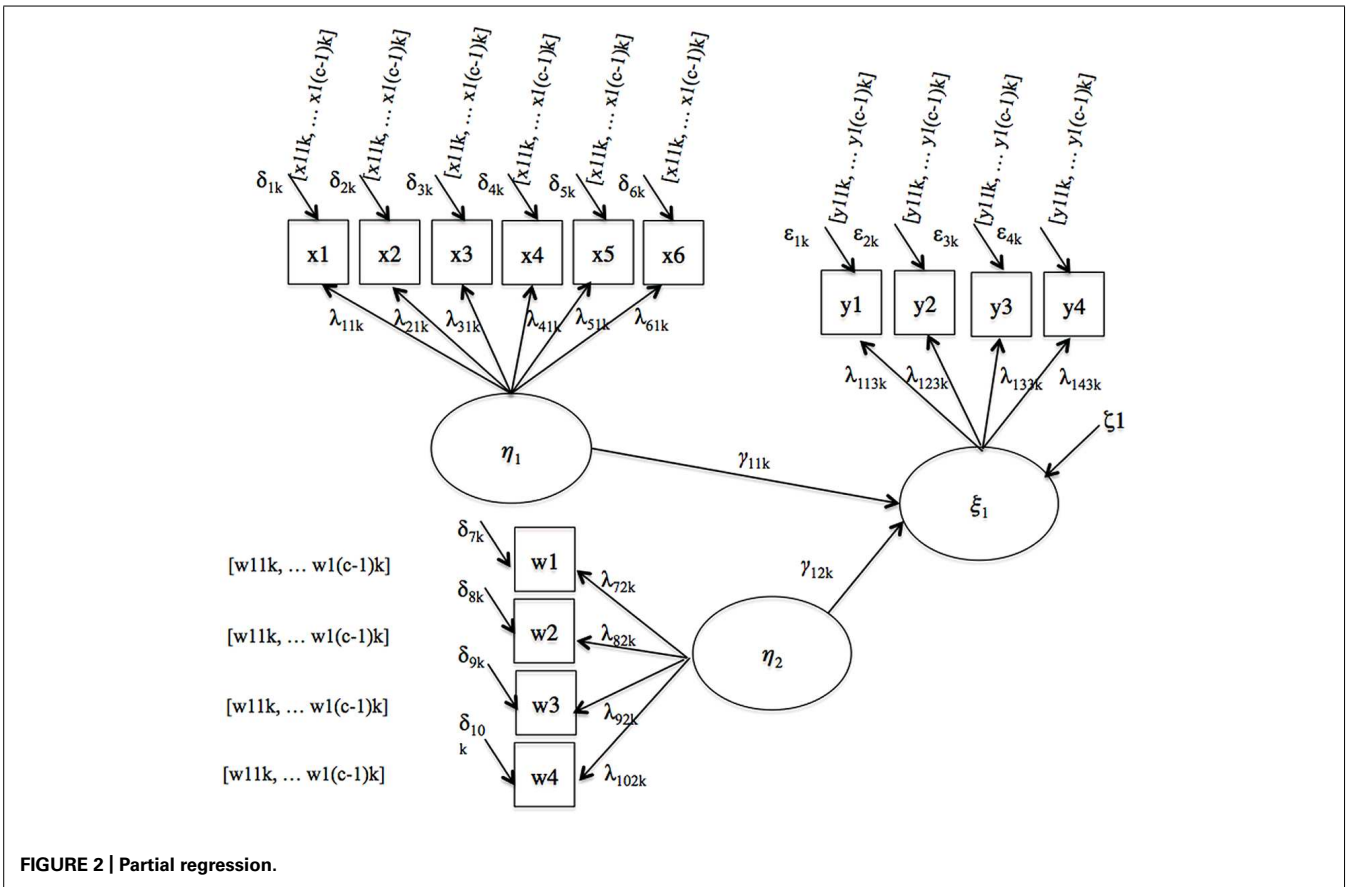 [x11k, … x1(c-1)k]
[x11k, … x1(c-1)k]
[x11k, … x1(c-1)k]
[x11k, … x1(c-1)k]
[x11k, … x1(c-1)k]
[x11k, … x1(c-1)k]
[y11k, … y1(c-1)k]
[y11k, … y1(c-1)k]
[y11k, … y1(c-1)k]
[y11k, … y1(c-1)k]
δ1k δ2k δ3k δ4k δ5k δ6k
ε1k ε2k ε3k ε4k
x1 x2 x3 x4 x5 x6
y1 y2 y3 y4
λ11k λ21k λ31k λ41k λ51k λ61k
λ113k λ123k λ133k λ143k
ζ1
η1
γ11k
ξ1
δ7k
[w11k, … w1(c-1)k]
w1
λ72k
γ12k
δ8k
[w11k, … w1(c-1)k]
w2
λ82k
η2
δ9k
[w11k, … w1(c-1)k]
w3
λ92k
δ10
k
[w11k, … w1(c-1)k]
w4
λ102k
FIGURE 2 | Partial regression.